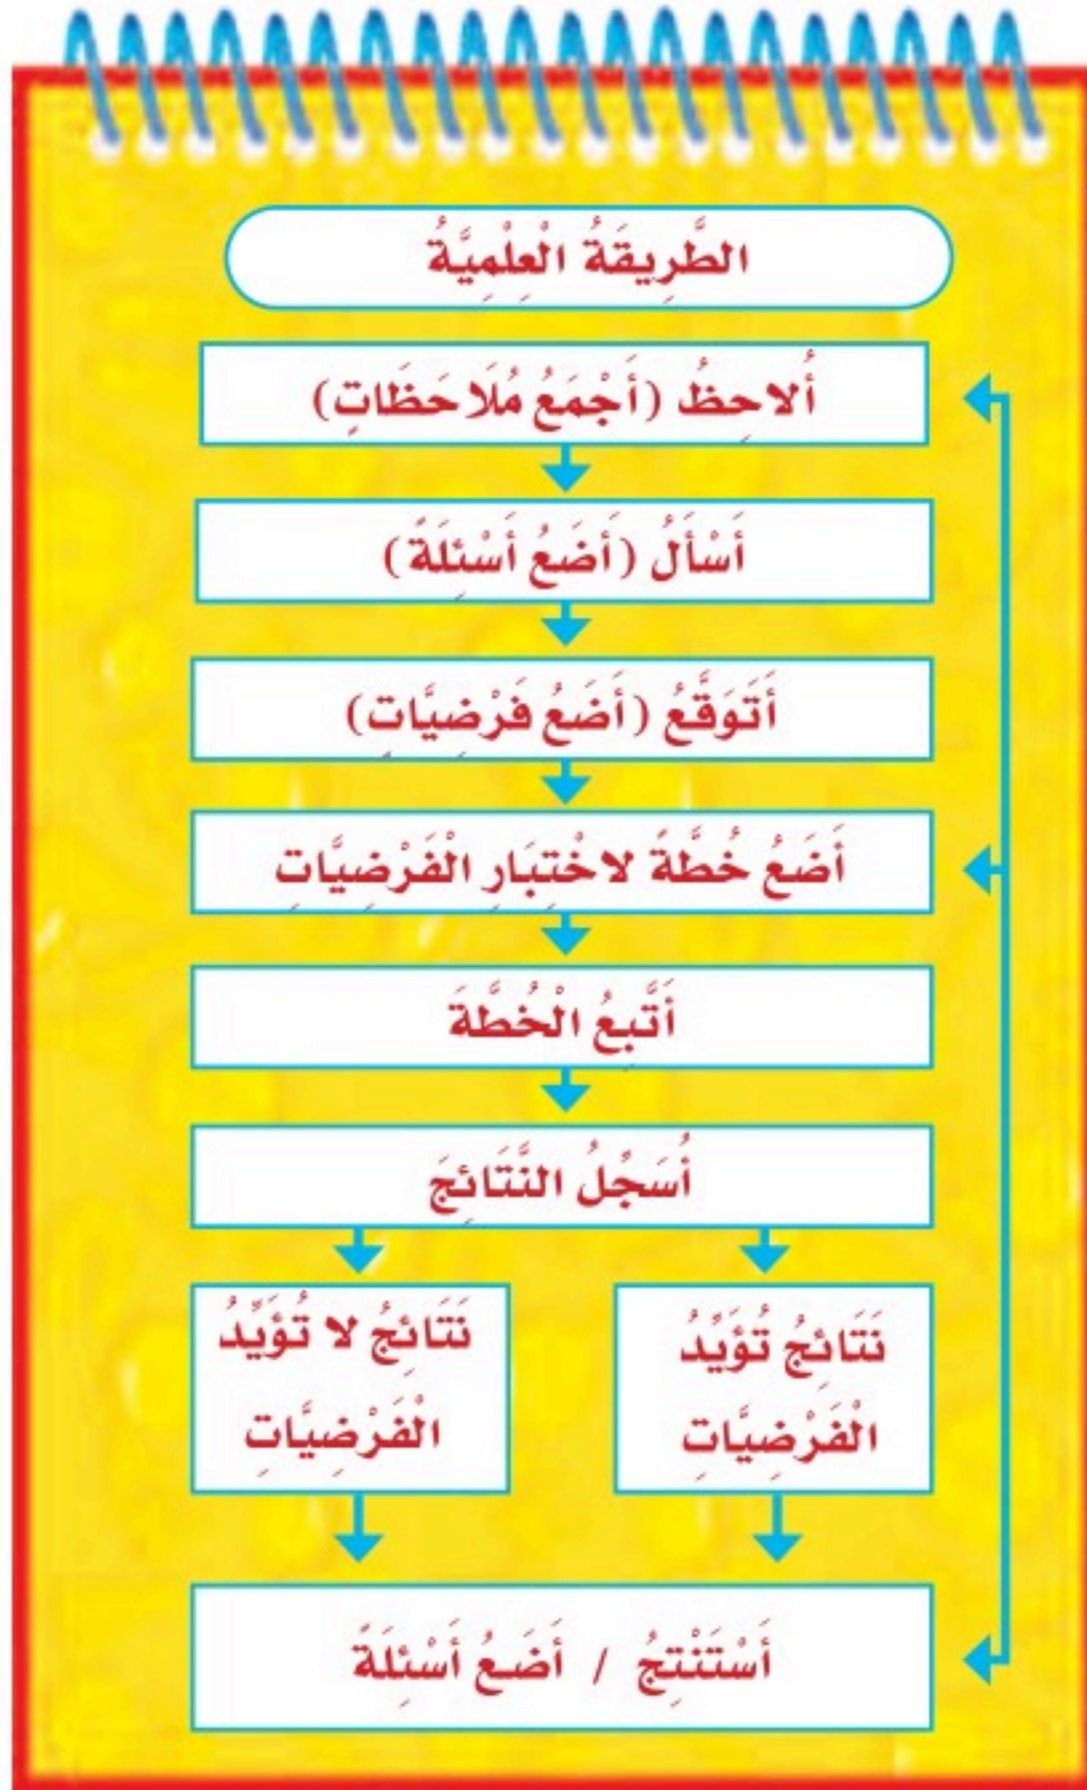 الطَّرِيقَةُ الْعِلْمِيَّةُ
أُلاحِظُ (أَجْمَعُ مُلَاحَظَاتٍ)
أَسْأَلُ (أَضَعُ أَسْئِلَةً)
أَتَوَقَّعُ (أَضَعُ فَرْضِيَّاتٍ)
أَضَعُ خُطَّةً لاخْتِبَارِ الْفَرْضِيَّاتِ
أَتَّبِعُ الْخُطَّةَ
أُسَجِّلُ النَّتَائِجَ
نَتَائِجُ تُؤَيِّدُ
الْفَرْضِيَّاتِ
نَتَائِجُ لا تُؤَيِّدُ
الْفَرْضِيَّاتِ
أَسْتَنْتِجُ / أَضَعُ أَسْئِلَةً